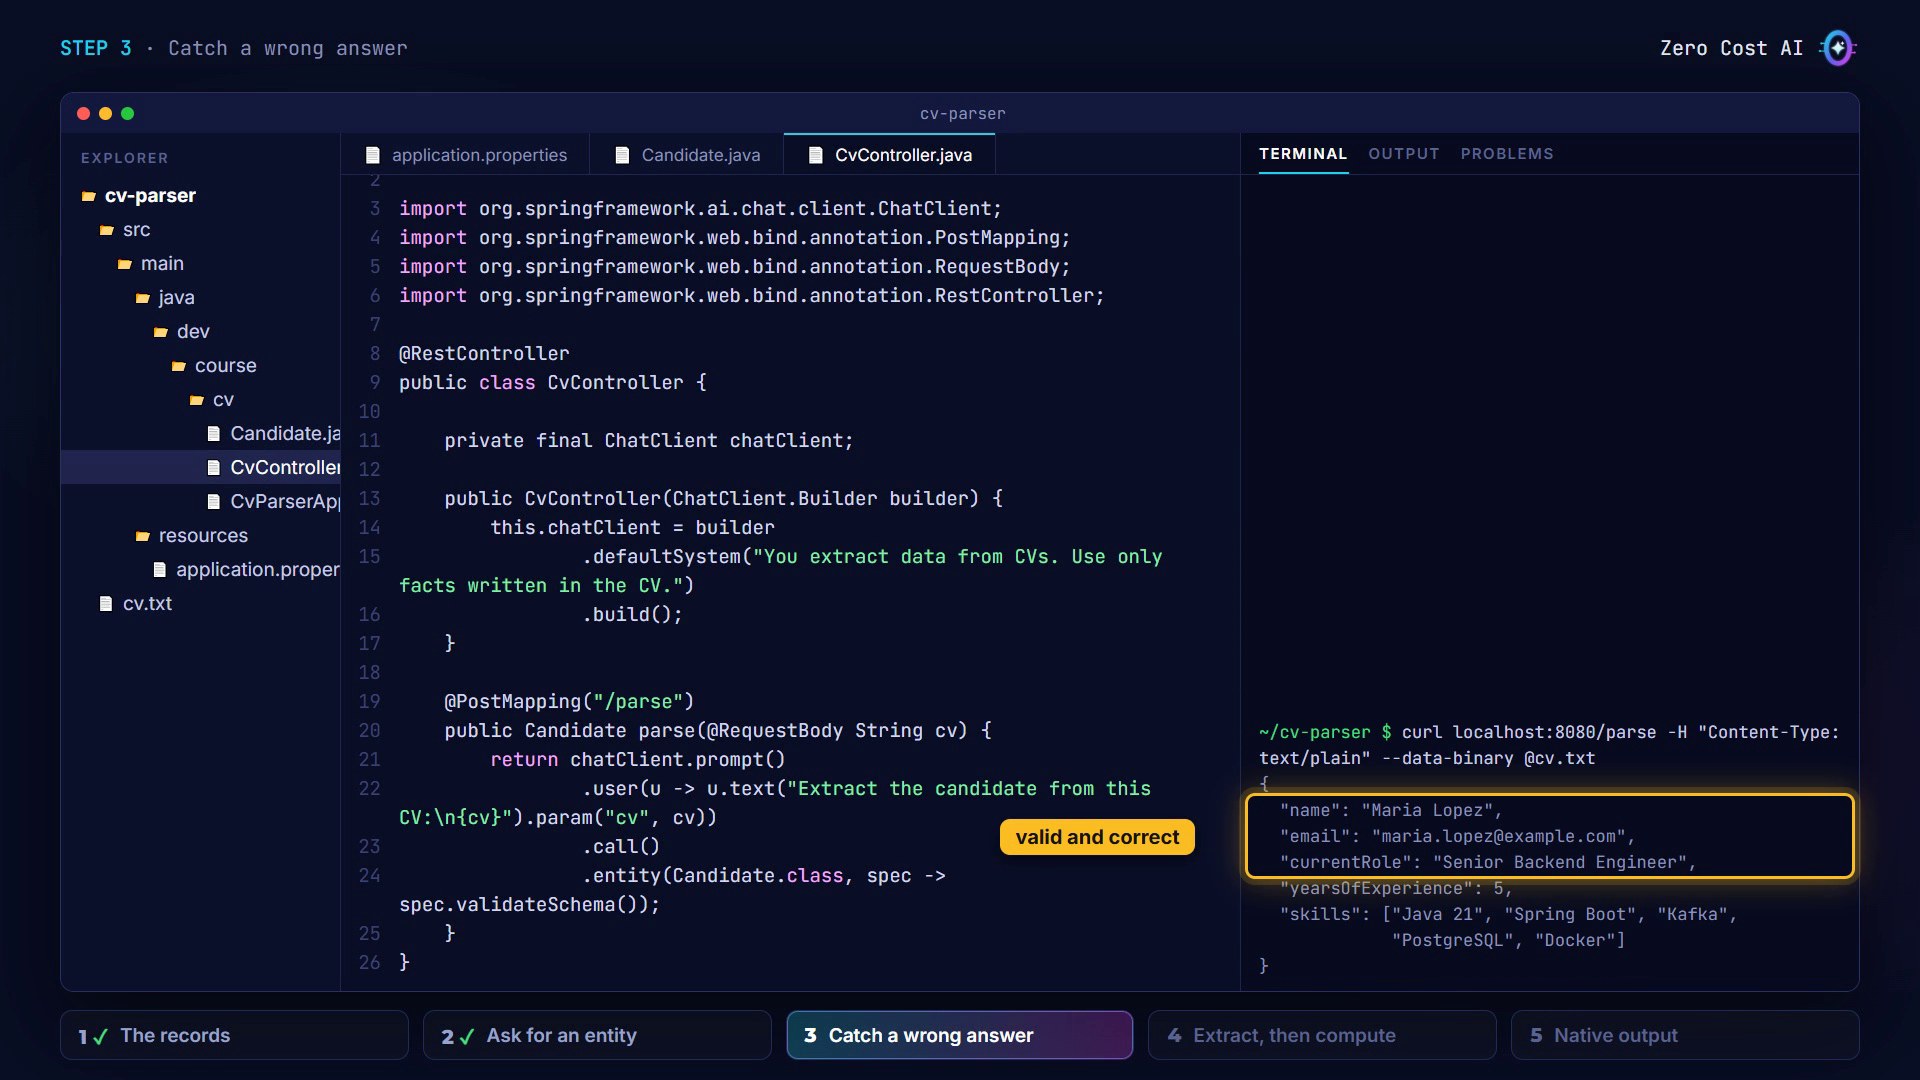 STEP 3 · Catch a wrong answer
Zero Cost AI
cv-parser
EXPLORER
cv-parser
src
main
java
dev
course
cv
Candidate.ja
CvController
CvParserApp
resources
application.proper
cv.txt
application.properties
Candidate.java
CvController.java
2
3 import org.springframework.ai.chat.client.ChatClient;
4 import org.springframework.web.bind.annotation.PostMapping;
5 import org.springframework.web.bind.annotation.RequestBody;
6 import org.springframework.web.bind.annotation.RestController;
7
8 @RestController
9 public class CvController {
10
11     private final ChatClient chatClient;
12
13     public CvController(ChatClient.Builder builder) {
14         this.chatClient = builder
15                 .defaultSystem("You extract data from CVs. Use only
facts written in the CV.")
16                 .build();
17     }
18
19     @PostMapping("/parse")
20     public Candidate parse(@RequestBody String cv) {
21         return chatClient.prompt()
22                 .user(u -> u.text("Extract the candidate from this
CV:\n{cv}").param("cv", cv))
23                 .call()
24                 .entity(Candidate.class, spec ->
spec.validateSchema());
25     }
26 }
valid and correct
TERMINAL OUTPUT PROBLEMS
~/cv-parser $ curl localhost:8080/parse -H "Content-Type:
text/plain" --data-binary @cv.txt
{
"name": "Maria Lopez",
"email": "maria.lopez@example.com",
"currentRole": "Senior Backend Engineer",
"yearsOfExperience": 5,
"skills": ["Java 21", "Spring Boot", "Kafka",
"PostgreSQL", "Docker"]
}
1 ✓ The records
2 ✓ Ask for an entity
3 Catch a wrong answer
4 Extract, then compute
5 Native output